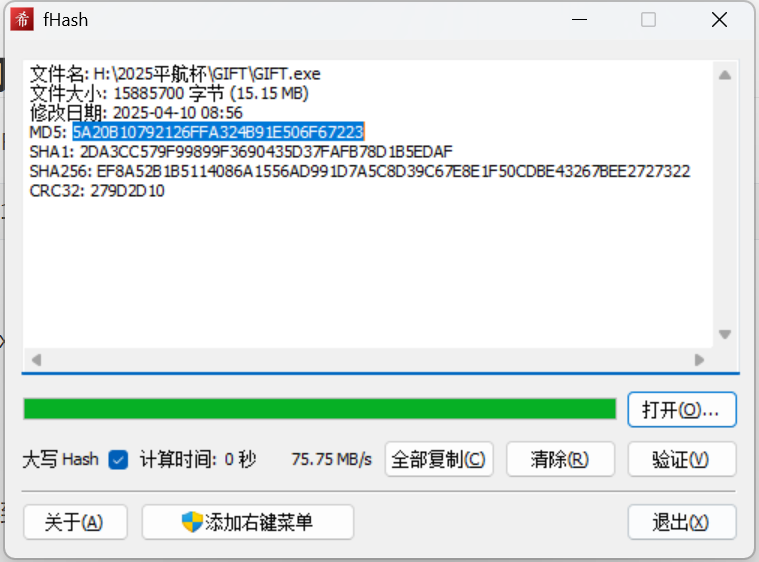 希 fHash
文件名: H:\2025平航杯\GIFT\GIFT.exe
文件大小: 15885700 字节 (15.15 MB)
修改日期: 2025-04-10 08:56
MD5: 5A20B10792126FFA324B91E506F67223
SHA1: 2DA3CC579F99899F3690435D37FAFB78D1B5EDAF
SHA256: EF8A52B1B5114086A1556AD991D7A5C8D39C67E8E1F50CDBE43267BEE2727322
CRC32: 279D2D10
打开(O)...
大写 Hash 计算时间: 0 秒 75.75 MB/s 全部复制(C) 清除(R) 验证(V)
关于(A) 添加右键菜单 退出(X)